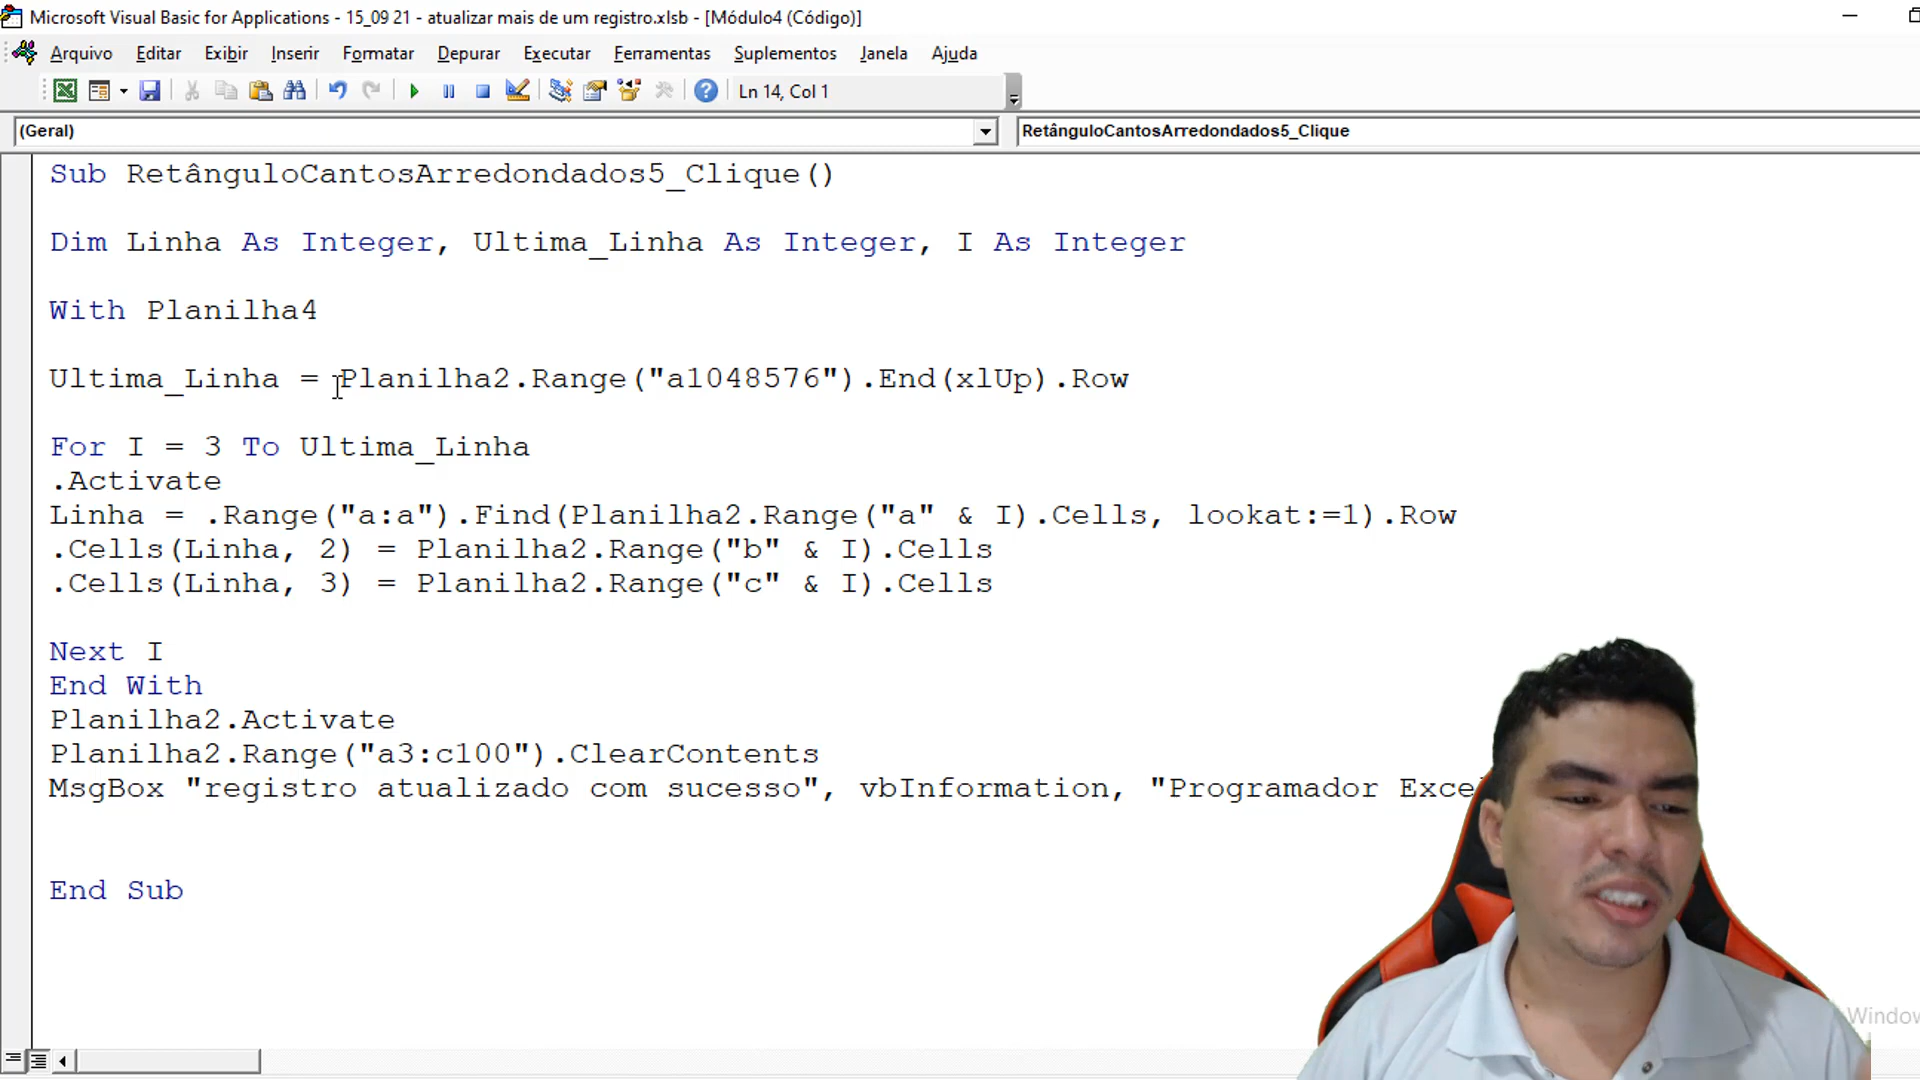 Microsoft Visual Basic for Applications - 15_09 21 - atualizar mais de um registro.xlsb - [Módulo4 (Código)]
Arquivo Editar Exibir Inserir Formatar Depurar Executar Ferramentas Suplementos Janela Ajuda
Ln 14, Col 1
(Geral) RetânguloCantosArredondados5_Clique
Sub RetânguloCantosArredondados5_Clique()
Dim Linha As Integer, Ultima_Linha As Integer, I As Integer
With Planilha4
Ultima_Linha = Planilha2.Range("a1048576").End(xlUp).Row
For I = 3 To Ultima_Linha
.Activate
Linha = .Range("a:a").Find(Planilha2.Range("a" & I).Cells, lookat:=1).Row
.Cells(Linha, 2) = Planilha2.Range("b" & I).Cells
.Cells(Linha, 3) = Planilha2.Range("c" & I).Cells
Next I
End With
Planilha2.Activate
Planilha2.Range("a3:c100").ClearContents
MsgBox "registro atualizado com sucesso", vbInformation, "Programador Exce
End Sub
Window